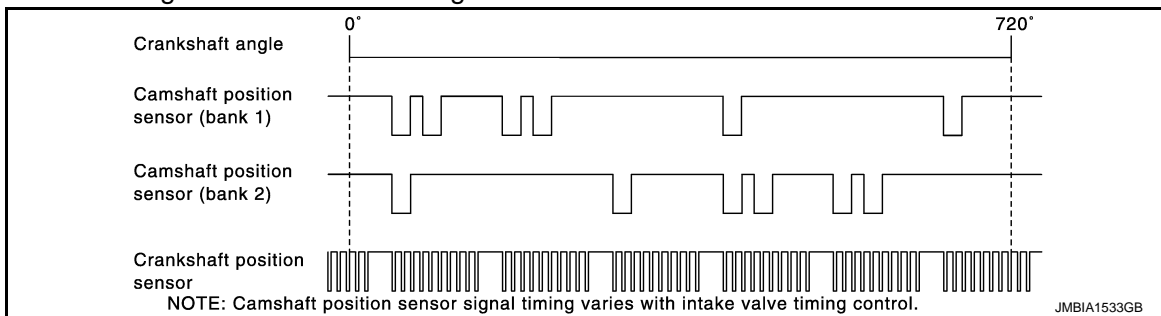 0° 720°
Crankshaft angle
Camshaft position
sensor (bank 1)
Camshaft position
sensor (bank 2)
Crankshaft position
sensor
NOTE: Camshaft position sensor signal timing varies with intake valve timing control.
JMBIA1533GB